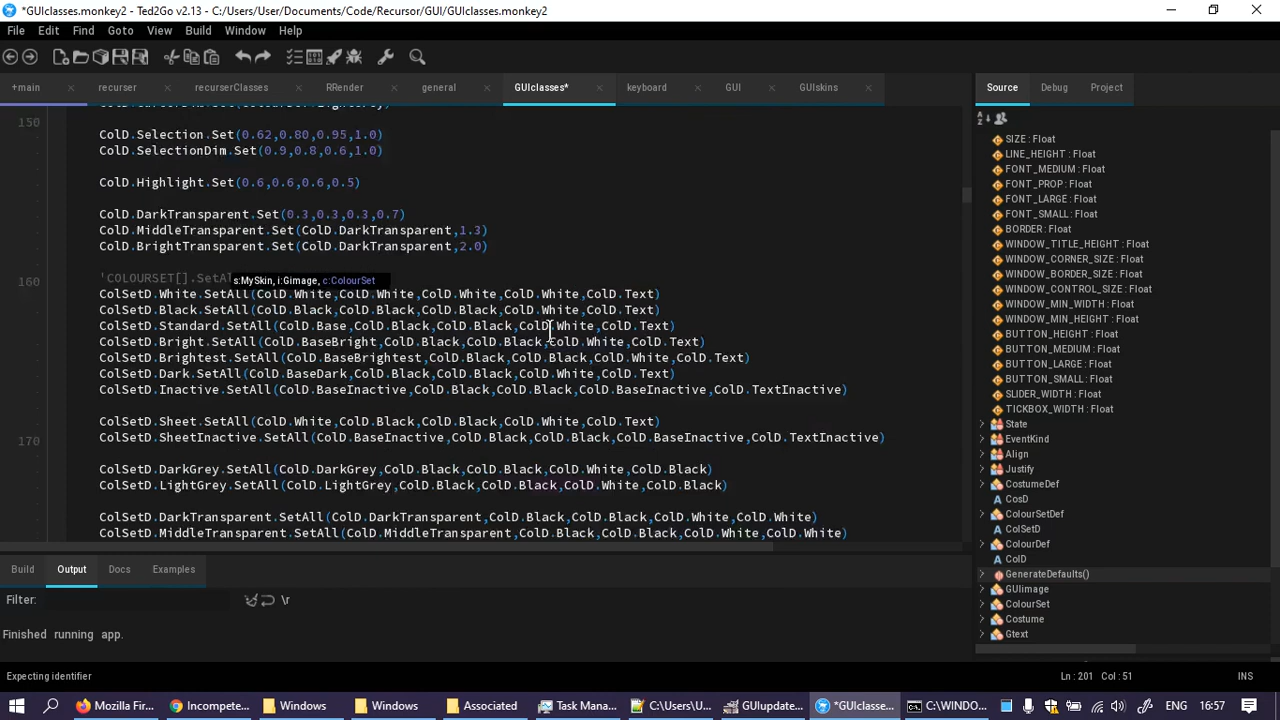 *GUIclasses.monkey2 - Ted2Go v2.13 - C:/Users/User/Documents/Code/Recursor/GUI/GUIclasses.monkey2
File Edit Find GoTo View Build Window Help
+main recurser recurserClasses RRender general GUIclasses* keyboard GUI GUIskins
Source* Debug Project
150
ColD.Selection.Set(0.62,0.80,0.95,1.0)
ColD.SelectionDim.Set(0.9,0.8,0.6,1.0)
ColD.Highlight.Set(0.6,0.6,0.6,0.5)
ColD.DarkTransparent.Set(0.3,0.3,0.3,0.7)
ColD.MiddleTransparent.Set(ColD.DarkTransparent,1.3)
ColD.BrightTransparent.Set(ColD.DarkTransparent,2.0)
160
'COLOURSET[].SetAl
s:MySkin, i:Gimage, c:ColourSet
ColSetD.White.SetAll(ColD.White,ColD.White,ColD.White,ColD.White,ColD.Text)
ColSetD.Black.SetAll(ColD.Black,ColD.Black,ColD.Black,ColD.White,ColD.Text)
ColSetD.Standard.SetAll(ColD.Base,ColD.Black,ColD.Black,ColD.White,ColD.Text)
ColSetD.Bright.SetAll(ColD.BaseBright,ColD.Black,ColD.Black,ColD.White,ColD.Text)
ColSetD.Brightest.SetAll(ColD.BaseBrightest,ColD.Black,ColD.Black,ColD.White,ColD.Text)
ColSetD.Dark.SetAll(ColD.BaseDark,ColD.Black,ColD.Black,ColD.White,ColD.Text)
ColSetD.Inactive.SetAll(ColD.BaseInactive,ColD.Black,ColD.Black,ColD.BaseInactive,ColD.TextInactive)
ColSetD.Sheet.SetAll(ColD.White,ColD.Black,ColD.Black,ColD.White,ColD.Text)
170
ColSetD.SheetInactive.SetAll(ColD.BaseInactive,ColD.Black,ColD.Black,ColD.BaseInactive,ColD.TextInactive)
ColSetD.DarkGrey.SetAll(ColD.DarkGrey,ColD.Black,ColD.Black,ColD.White,ColD.Black)
ColSetD.LightGrey.SetAll(ColD.LightGrey,ColD.Black,ColD.Black,ColD.White,ColD.Black)
ColSetD.DarkTransparent.SetAll(ColD.DarkTransparent,ColD.Black,ColD.Black,ColD.White,ColD.White)
ColSetD.MiddleTransparent.SetAll(ColD.MiddleTransparent,ColD.Black,ColD.Black,ColD.White,ColD.White)
SIZE : Float
LINE_HEIGHT : Float
FONT_MEDIUM : Float
FONT_PROP : Float
FONT_LARGE : Float
FONT_SMALL : Float
BORDER : Float
WINDOW_TITLE_HEIGHT : Float
WINDOW_CORNER_SIZE : Float
WINDOW_BORDER_SIZE : Float
WINDOW_CONTROL_SIZE : Float
WINDOW_MIN_WIDTH : Float
WINDOW_MIN_HEIGHT : Float
BUTTON_HEIGHT : Float
BUTTON_MEDIUM : Float
BUTTON_LARGE : Float
BUTTON_SMALL : Float
SLIDER_WIDTH : Float
TICKBOX_WIDTH : Float
State
EventKind
Align
Justify
CostumeDef
CosD
ColourSetDef
ColSetD
ColourDef
ColD
GenerateDefaults()
GUIimage
ColourSet
Costume
Gtext
Build Output Docs Examples
Filter: \r
Finished running app.
Expecting identifier Ln : 201 Col : 51 INS
Mozilla Fir... Incompete... Windows Windows Associated Task Mana... C:\Users\U... GUIupdate... *GUIclasse... C:\WINDO... 16:57